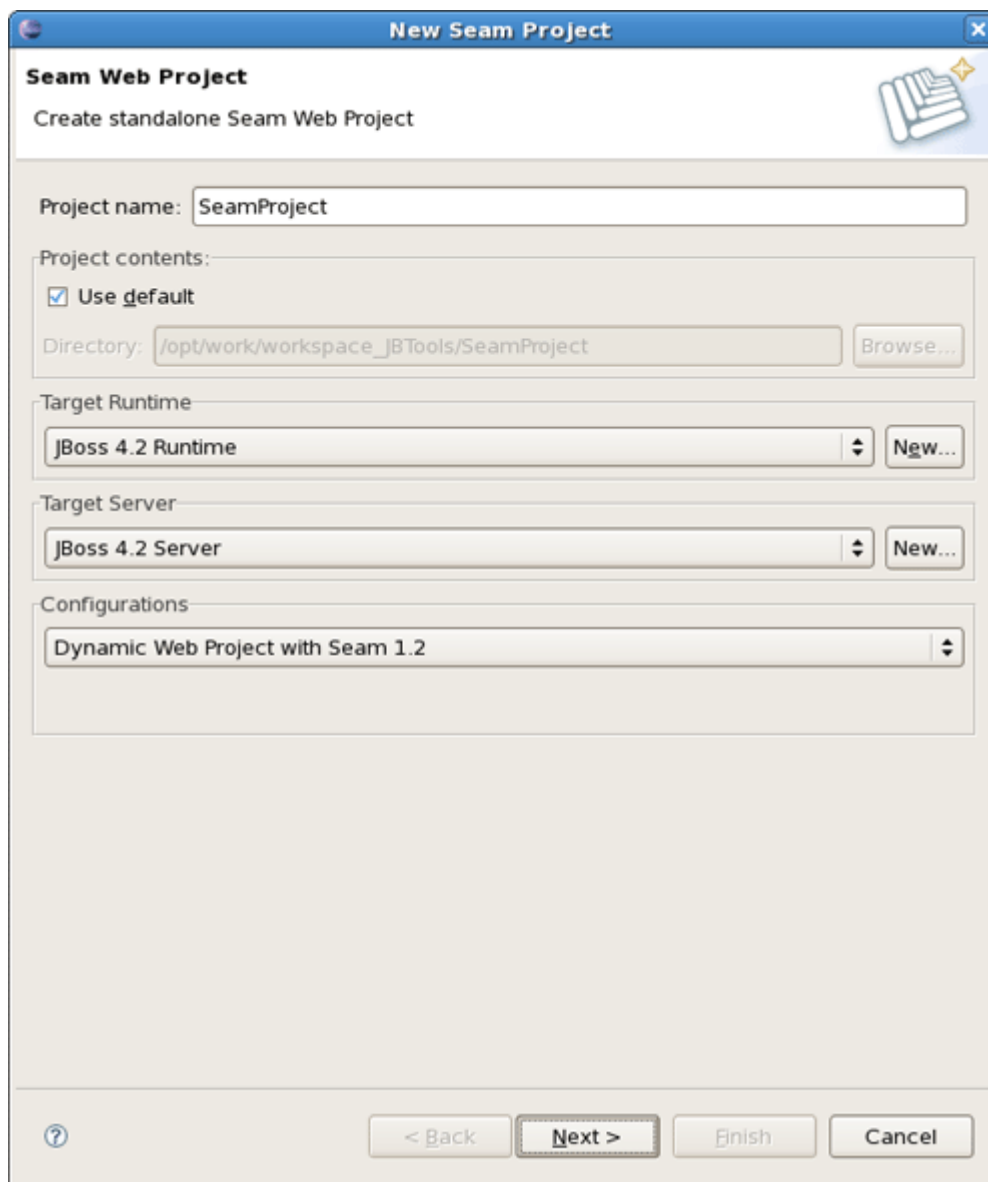 New Seam Project
Seam Web Project
Create standalone Seam Web Project
Project name: SeamProject
Project contents:
Use default
Directory: /opt/work/workspace_JBTools/SeamProject Browse...
Target Runtime
JBoss 4.2 Runtime New...
Target Server
JBoss 4.2 Server New...
Configurations
Dynamic Web Project with Seam 1.2
? < Back Next > Finish Cancel